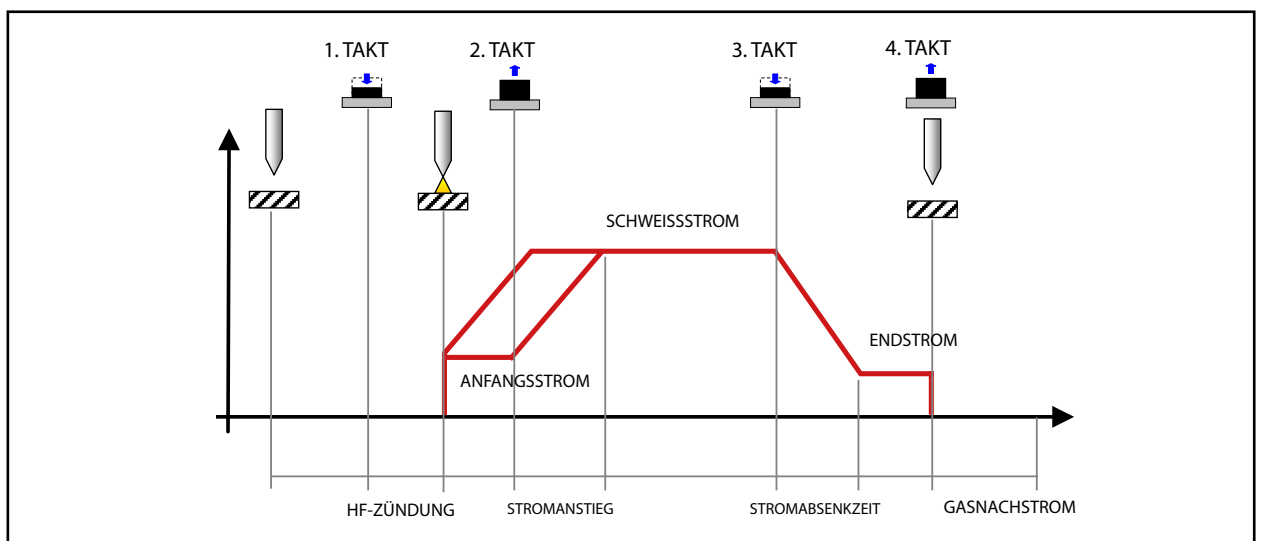 1. TAKT
2. TAKT
3. TAKT
4. TAKT
SCHWEISSSTROM
ENDSTROM
ANFANGSSTROM
HF-ZÜNDUNG
STROMANSTIEG
STROMABSENKZEIT
GASNACHSTROM